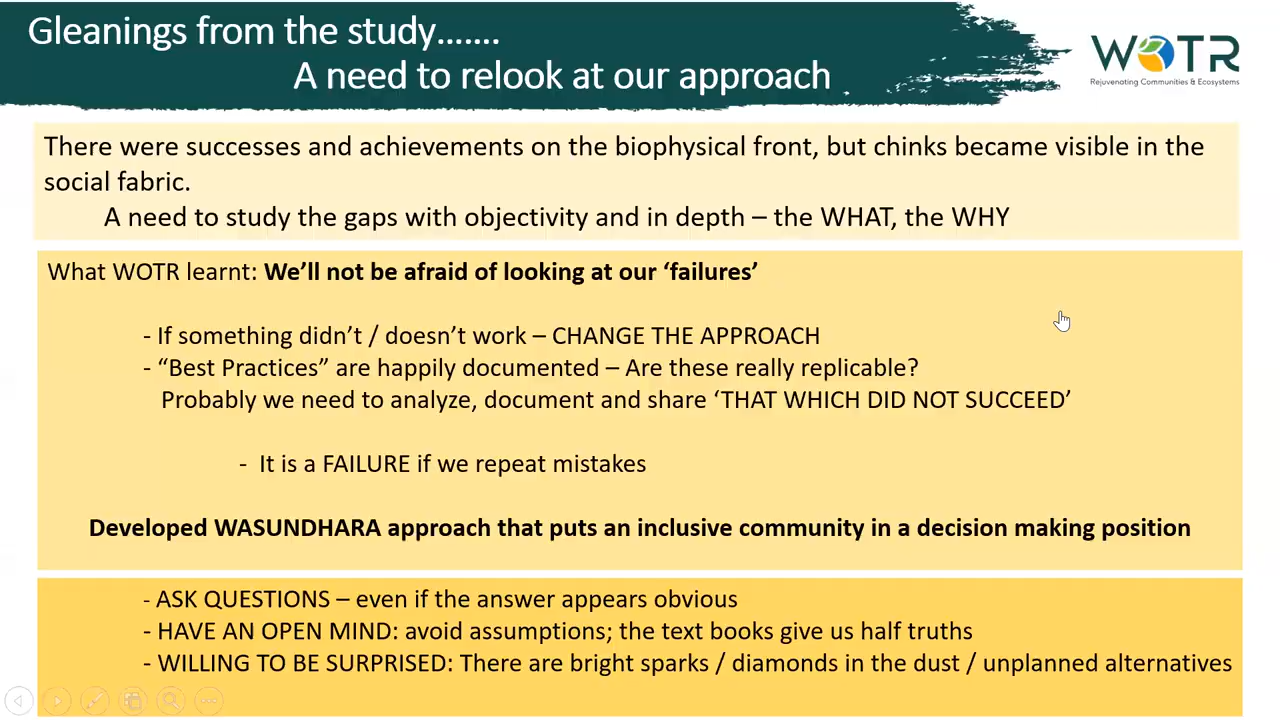 Gleanings from the study.......
A need to relook at our approach
WOTR
Rejuvenating Communities & Ecosystems
There were successes and achievements on the biophysical front, but chinks became visible in the
social fabric.
A need to study the gaps with objectivity and in depth – the WHAT, the WHY
What WOTR learnt: We’ll not be afraid of looking at our ‘failures’
- If something didn’t / doesn’t work – CHANGE THE APPROACH
- “Best Practices” are happily documented – Are these really replicable?
Probably we need to analyze, document and share ‘THAT WHICH DID NOT SUCCEED’
- It is a FAILURE if we repeat mistakes
Developed WASUNDHARA approach that puts an inclusive community in a decision making position
- ASK QUESTIONS – even if the answer appears obvious
- HAVE AN OPEN MIND: avoid assumptions; the text books give us half truths
- WILLING TO BE SURPRISED: There are bright sparks / diamonds in the dust / unplanned alternatives